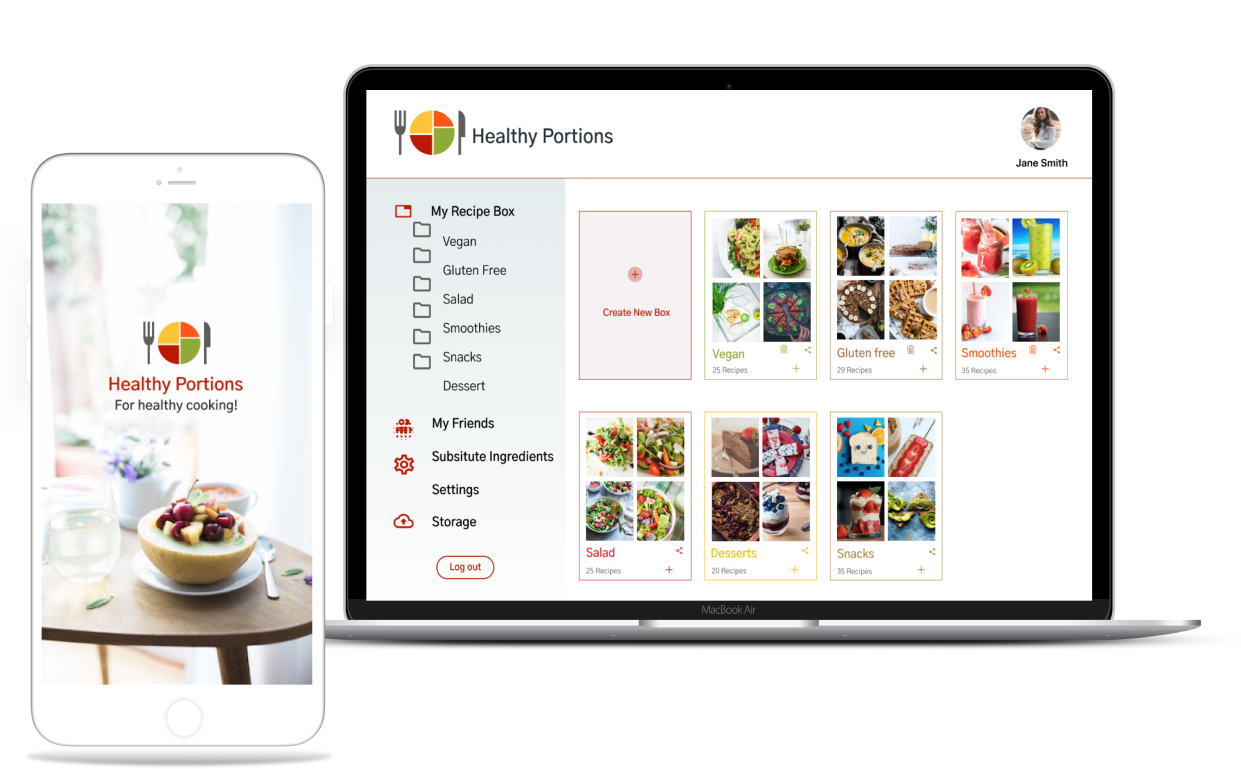 Healthy Portions
For healthy cooking!
Healthy Portions
Jane Smith
My Recipe Box
Vegan
Gluten Free
Salad
Smoothies
Snacks
Dessert
My Friends
Subsitute Ingredients
Settings
Storage
Log out
Create New Box
Vegan
25 Recipes
Gluten free
29 Recipes
Smoothies
35 Recipes
Salad
25 Recipes
Desserts
20 Recipes
Snacks
35 Recipes
MacBook Air